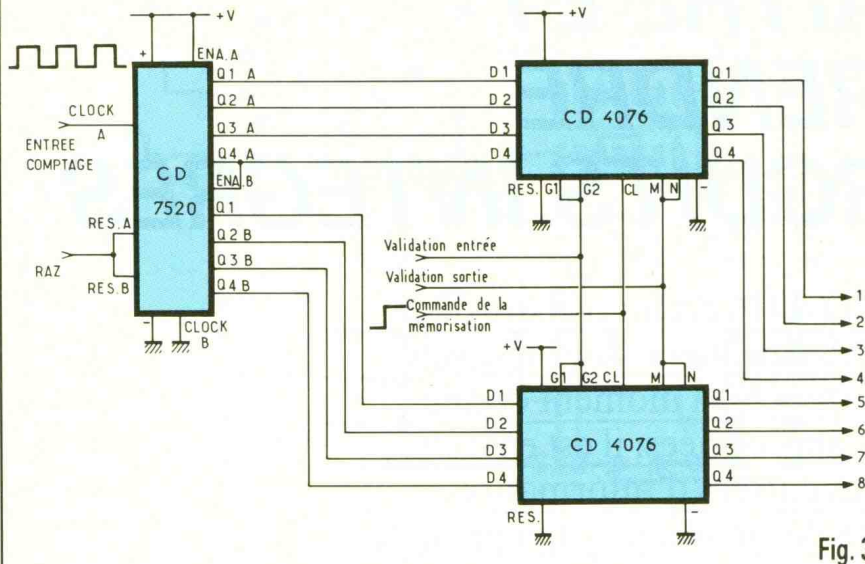 +V
+
ENA.A
Q1 A
Q2 A
Q3 A
Q4 A
ENA.B
Q1
Q2 B
Q3 B
Q4 B
CLOCK
A
ENTREE
COMPTAGE
CD
7520
RES.A
RAZ
RES.B
-
CLOCK
B
+V
D1
D2
D3
D4
CD 4076
Q1
Q2
Q3
Q4
RES.
G1
G2
CL
M
N
-
Validation entrée
Validation sortie
Commande de la
mémorisation
+V
G1
G2
CL
M
N
D1
D2
D3
D4
CD 4076
Q1
Q2
Q3
Q4
RES.
-
1
2
3
4
5
6
7
8
Fig. 3